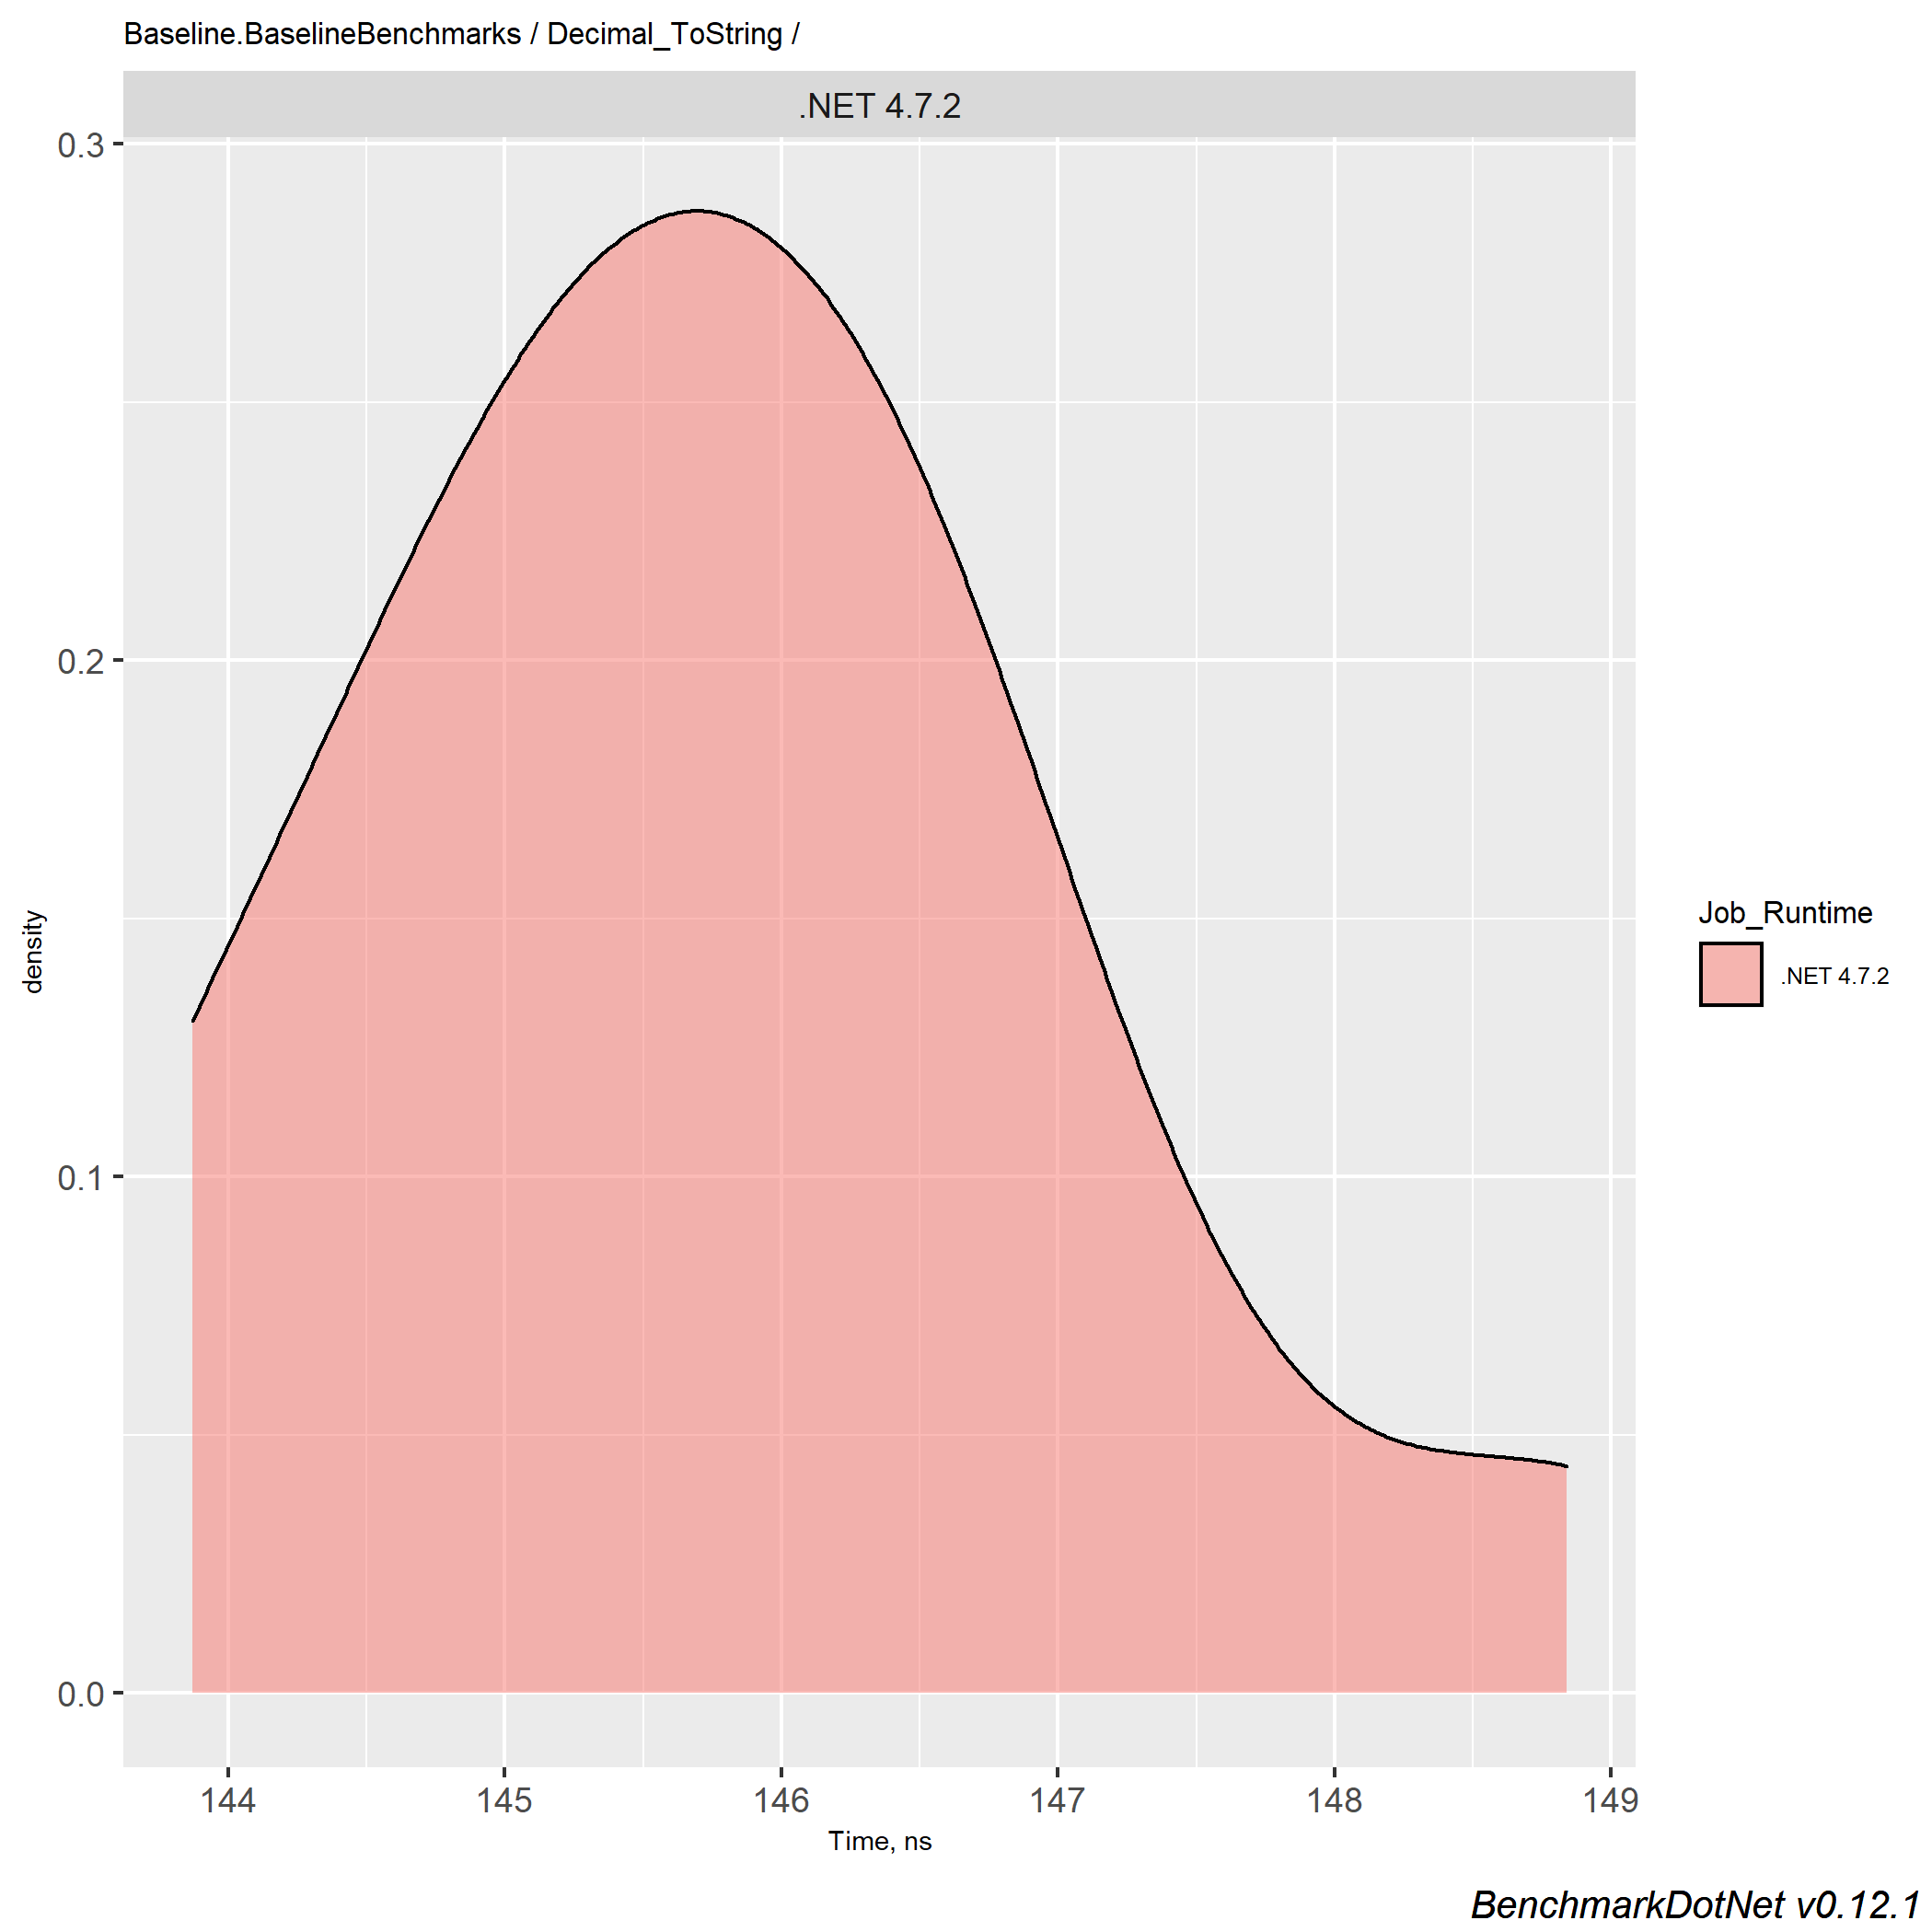 Baseline.BaselineBenchmarks / Decimal_ToString /
.NET 4.7.2
0.3
0.2
0.1
0.0
density
144 145 146 147 148 149
Time, ns
Job_Runtime
.NET 4.7.2
BenchmarkDotNet v0.12.1